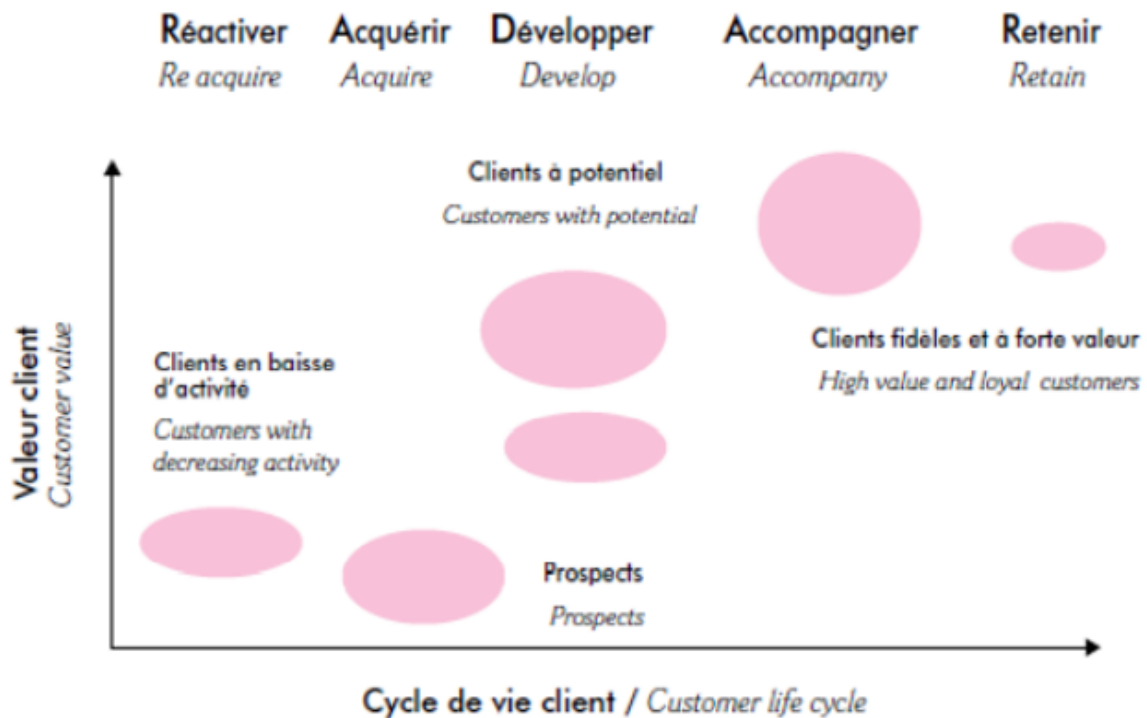 Réactiver Acquérir Développer Accompagner Retenir
Re acquire Acquire Develop Accompany Retain
Clients à potentiel
Customers with potential
Valeur client
Customer value
Clients en baisse
d'activité
Customers with
decreasing activity
Clients fidèles et à forte valeur
High value and loyal customers
Prospects
Prospects
Cycle de vie client / Customer life cycle